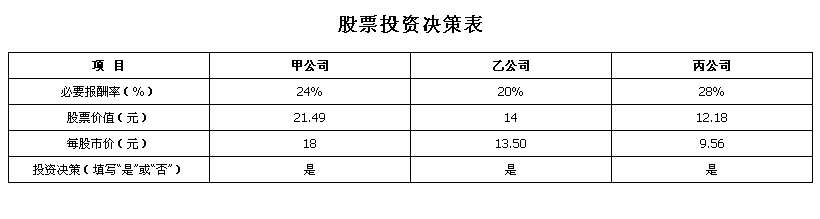 股票投资决策表
项 目 甲公司 乙公司 丙公司
必要报酬率（%） 24% 20% 28%
股票价值（元） 21.49 14 12.18
每股市价（元） 18 13.50 9.56
投资决策（填写“是”或“否”） 是 是 是